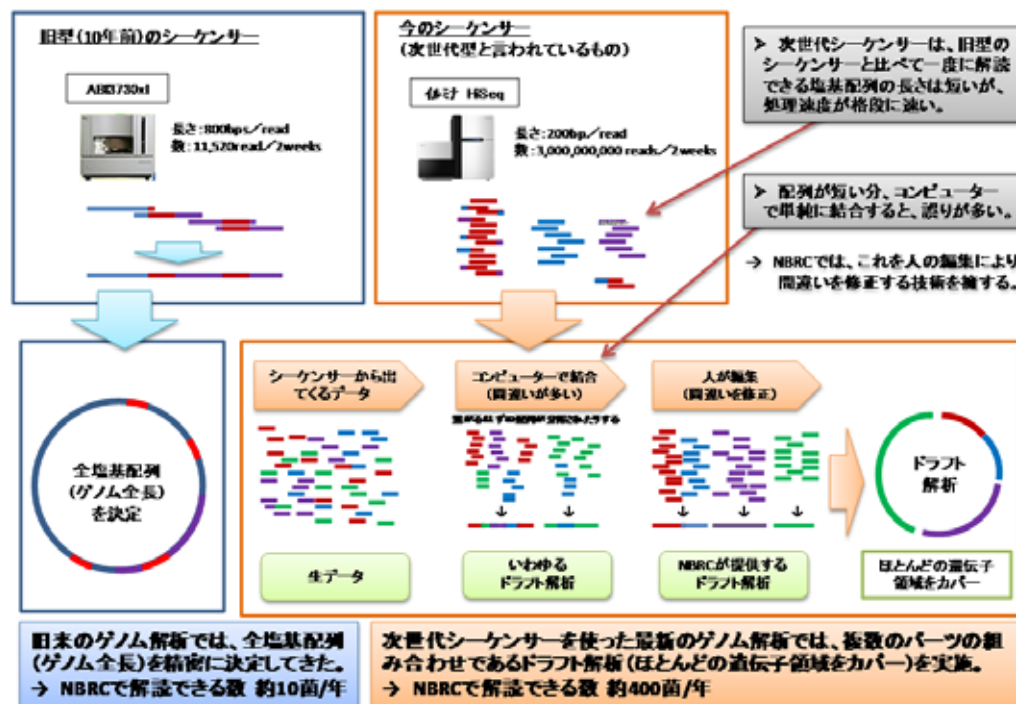 旧型(10年前)のシーケンサー
ABI3730xl
長さ:800bps/read
数:11,520read/2weeks
今のシーケンサー
(次世代型と言われているもの)
イルミナ HiSeq
長さ:200bp/read
数:3,000,000,000 reads/2weeks
➤ 次世代シーケンサーは、旧型の
シーケンサーと比べて一度に解読
できる塩基配列の長さは短いが、
処理速度が格段に速い。
➤ 配列が短い分、コンピューター
で単純に結合すると、誤りが多い。
→ NBRCでは、これを人の編集により
間違いを修正する技術を擁する。
全塩基配列
(ゲノム全長)
を決定
シーケンサーから出
てくるデータ
コンピューターで結合
(間違いが多い)
人が編集
(間違いを修正)
ドラフト
解析
生データ
いわゆる
ドラフト解析
NBRCが提供する
ドラフト解析
ほとんどの遺伝子
領域をカバー
旧来のゲノム解析では、全塩基配列
(ゲノム全長)を精密に決定してきた。
→ NBRCで解読できる数 約10菌/年
次世代シーケンサーを使った最新のゲノム解析では、複数のパーツの組
み合わせであるドラフト解析(ほとんどの遺伝子領域をカバー)を実施。
→ NBRCで解読できる数 約400菌/年